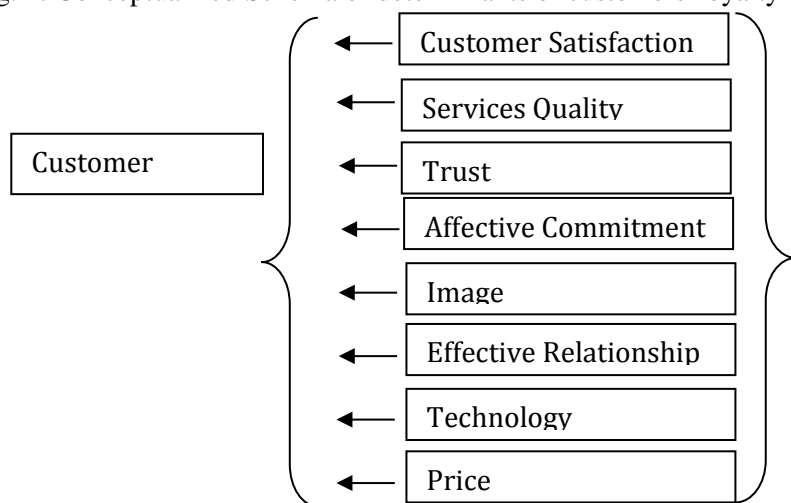 Customer Satisfaction
Services Quality
Customer
Trust
Affective Commitment
Image
Effective Relationship
Technology
Price